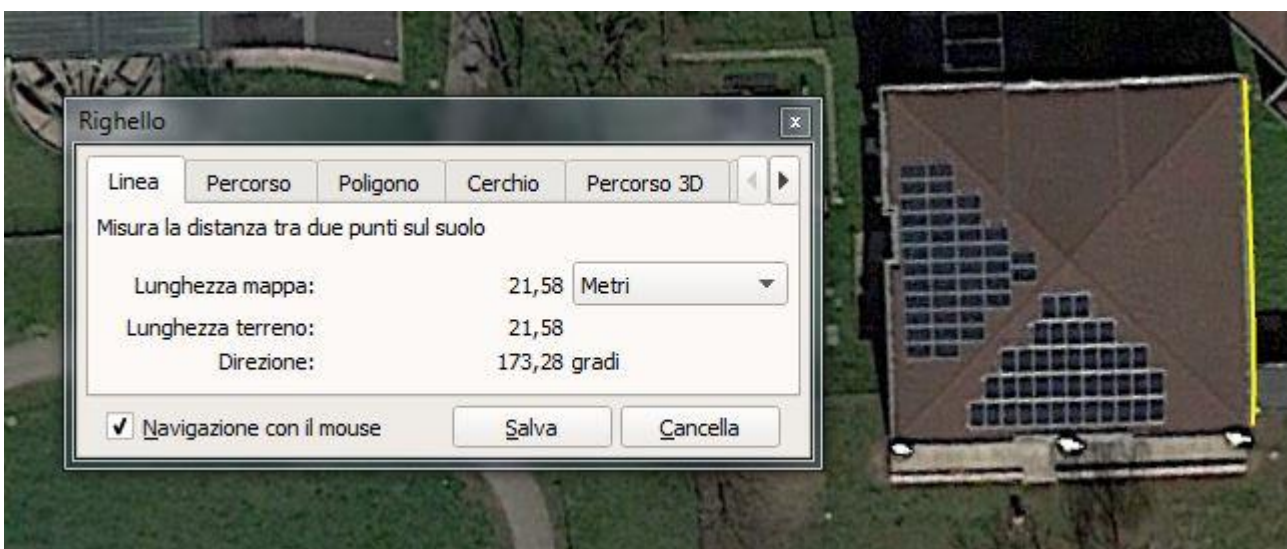 Righello
Linea Percorso Poligono Cerchio Percorso 3D
Misura la distanza tra due punti sul suolo
Lunghezza mappa: 21,58 Metri
Lunghezza terreno: 21,58
Direzione: 173,28 gradi
Navigazione con il mouse Salva Cancella